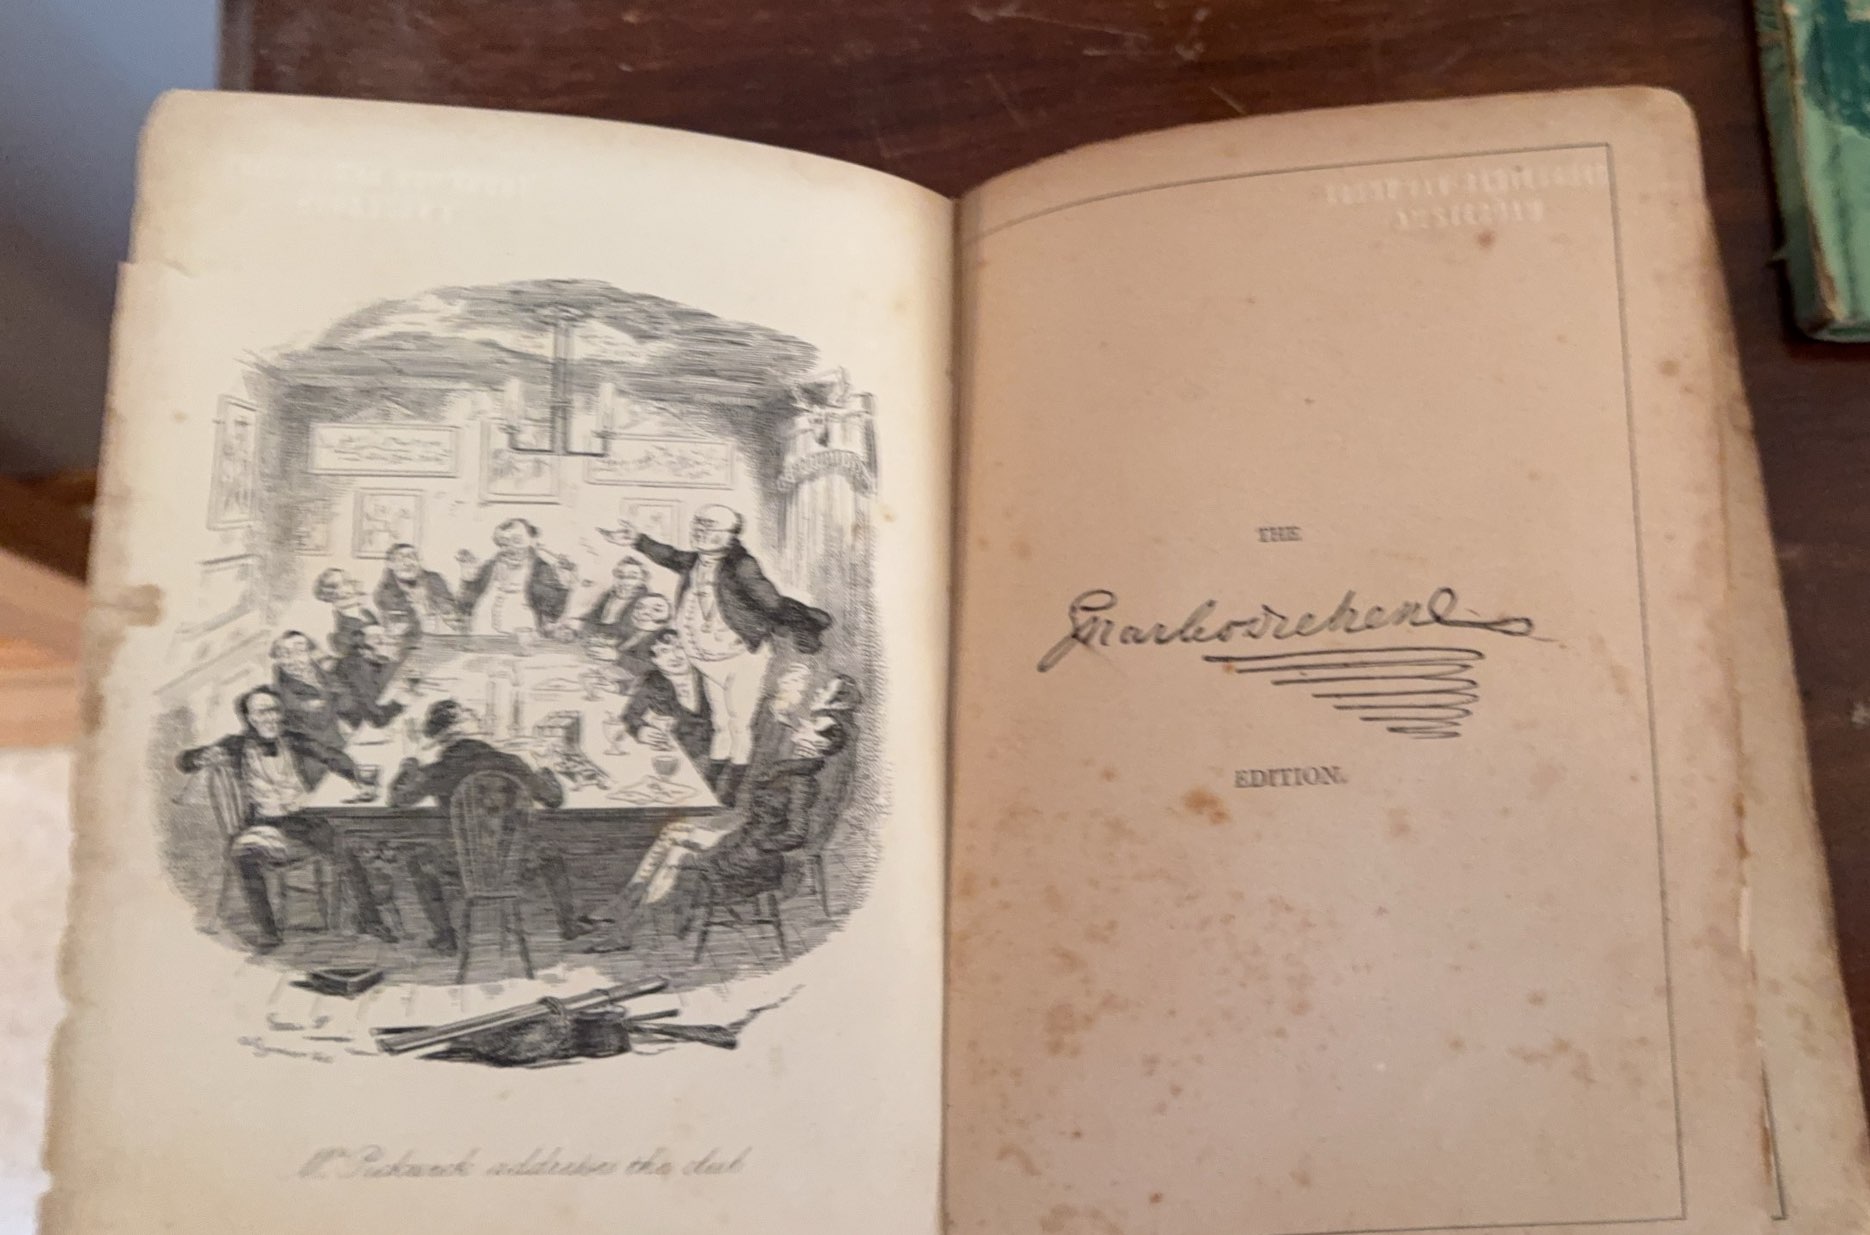 Mr. Pickwick addresses the club
THE
Charles Dickens
EDITION.